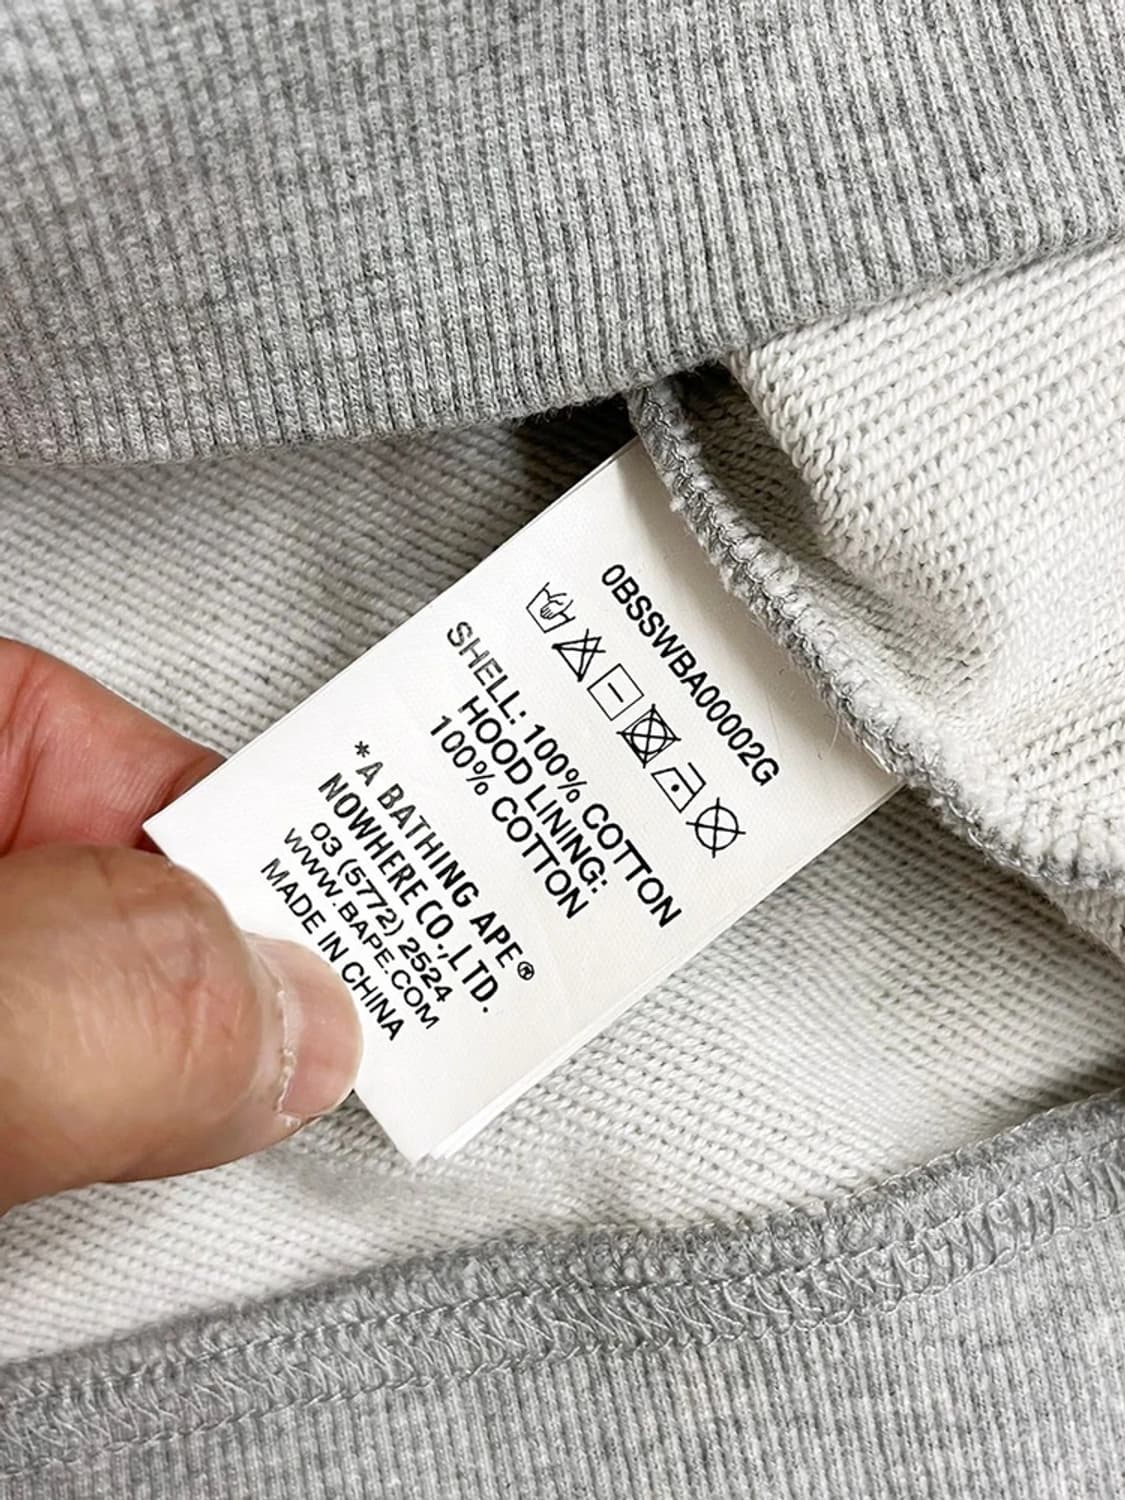 0BSSWBA00002G
SHELL: 100% COTTON
HOOD LINING:
100% COTTON
*A BATHING APE®
NOWHERE CO.,LTD.
03 (5772) 2524
WWW.BAPE.COM
MADE IN CHINA